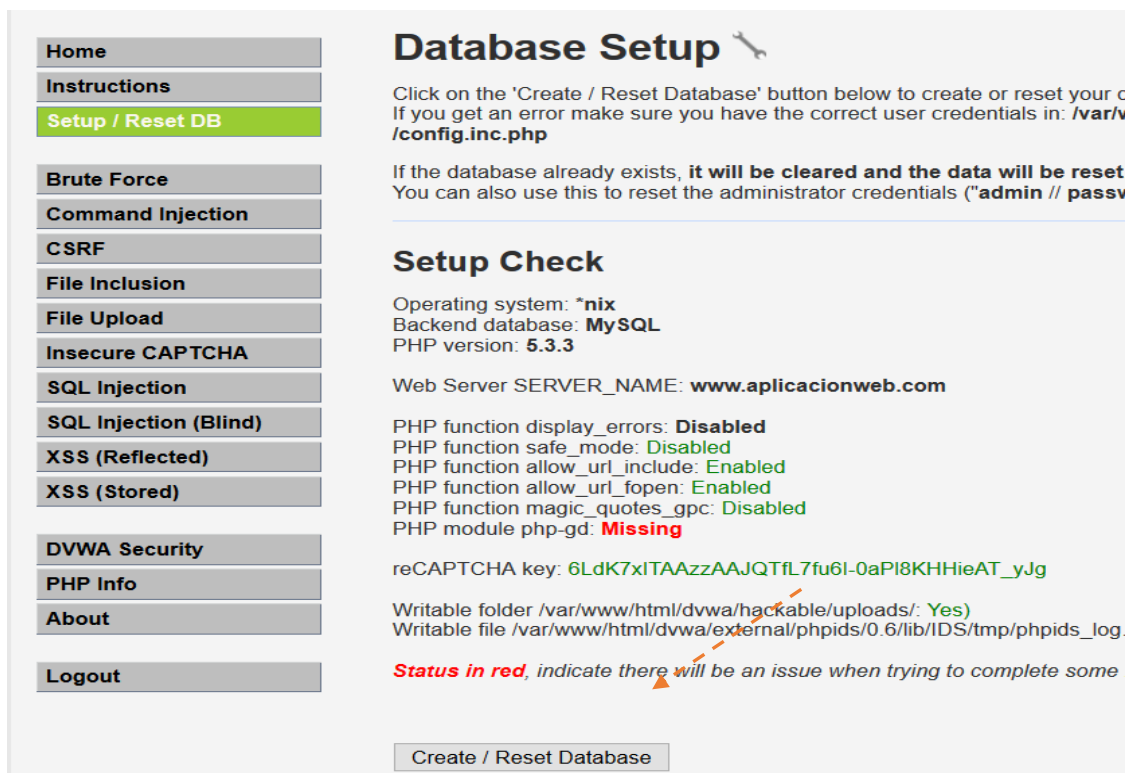 Home
Instructions
Setup / Reset DB
Brute Force
Command Injection
CSRF
File Inclusion
File Upload
Insecure CAPTCHA
SQL Injection
SQL Injection (Blind)
XSS (Reflected)
XSS (Stored)
DVWA Security
PHP Info
About
Logout
Database Setup
Click on the 'Create / Reset Database' button below to create or reset your
If you get an error make sure you have the correct user credentials in: /var/
/config.inc.php
If the database already exists, it will be cleared and the data will be reset
You can also use this to reset the administrator credentials ("admin // passw
Setup Check
Operating system: *nix
Backend database: MySQL
PHP version: 5.3.3
Web Server SERVER_NAME: www.aplicacionweb.com
PHP function display_errors: Disabled
PHP function safe_mode: Disabled
PHP function allow_url_include: Enabled
PHP function allow_url_fopen: Enabled
PHP function magic_quotes_gpc: Disabled
PHP module php-gd: Missing
reCAPTCHA key: 6LdK7xITAAzzAAJQTfL7fu6I-0aPl8KHHieAT_yJg
Writable folder /var/www/html/dvwa/hackable/uploads/: Yes)
Writable file /var/www/html/dvwa/external/phpids/0.6/lib/IDS/tmp/phpids_log.
Status in red, indicate there will be an issue when trying to complete some
Create / Reset Database